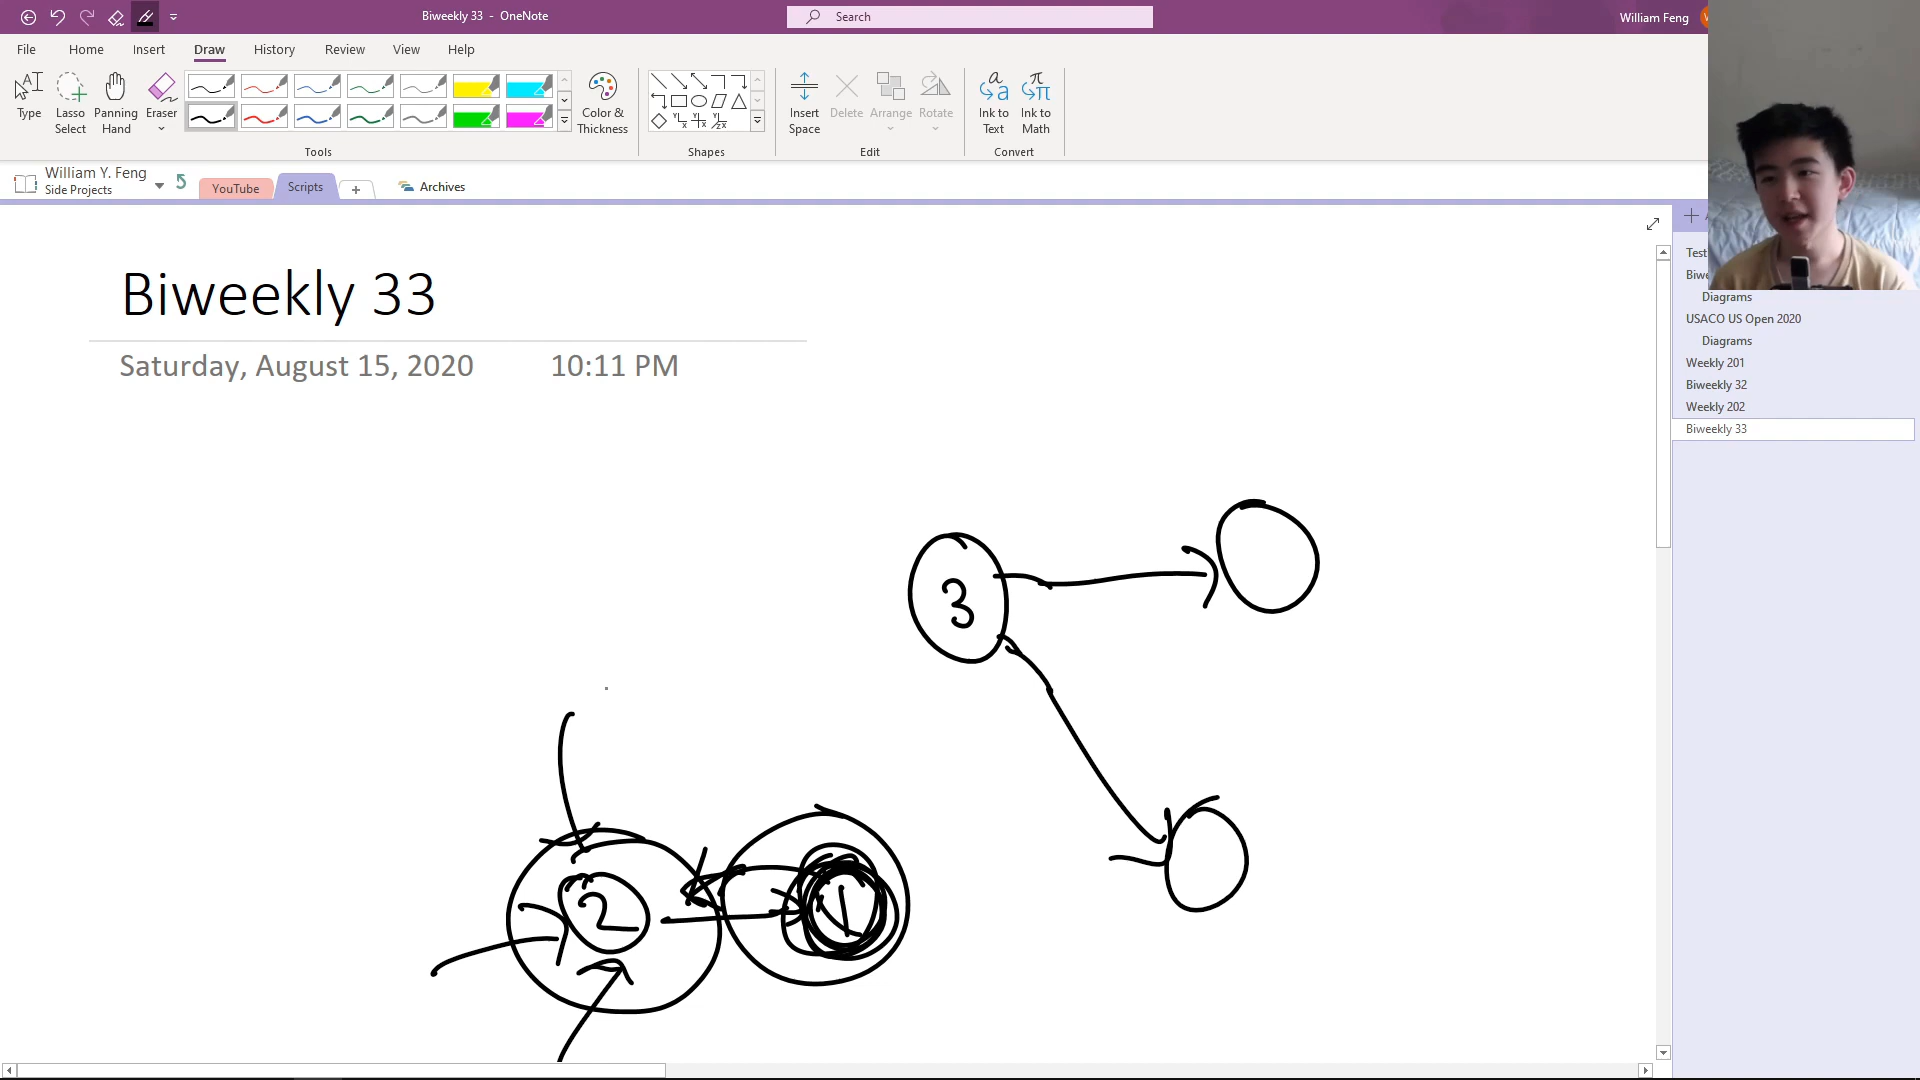 Biweekly 33 - OneNote
Search
William Feng
File Home Insert Draw History Review View Help
Type
Lasso Select
Panning Hand
Eraser
Color & Thickness
Insert Space
Delete
Arrange
Rotate
Ink to Text
Ink to Math
Tools
Shapes
Edit
Convert
William Y. Feng
Side Projects
YouTube
Scripts
Archives
Biweekly 33
Saturday, August 15, 2020 10:11 PM
3
2
1
Test
Biwe
Diagrams
USACO US Open 2020
Diagrams
Weekly 201
Biweekly 32
Weekly 202
Biweekly 33